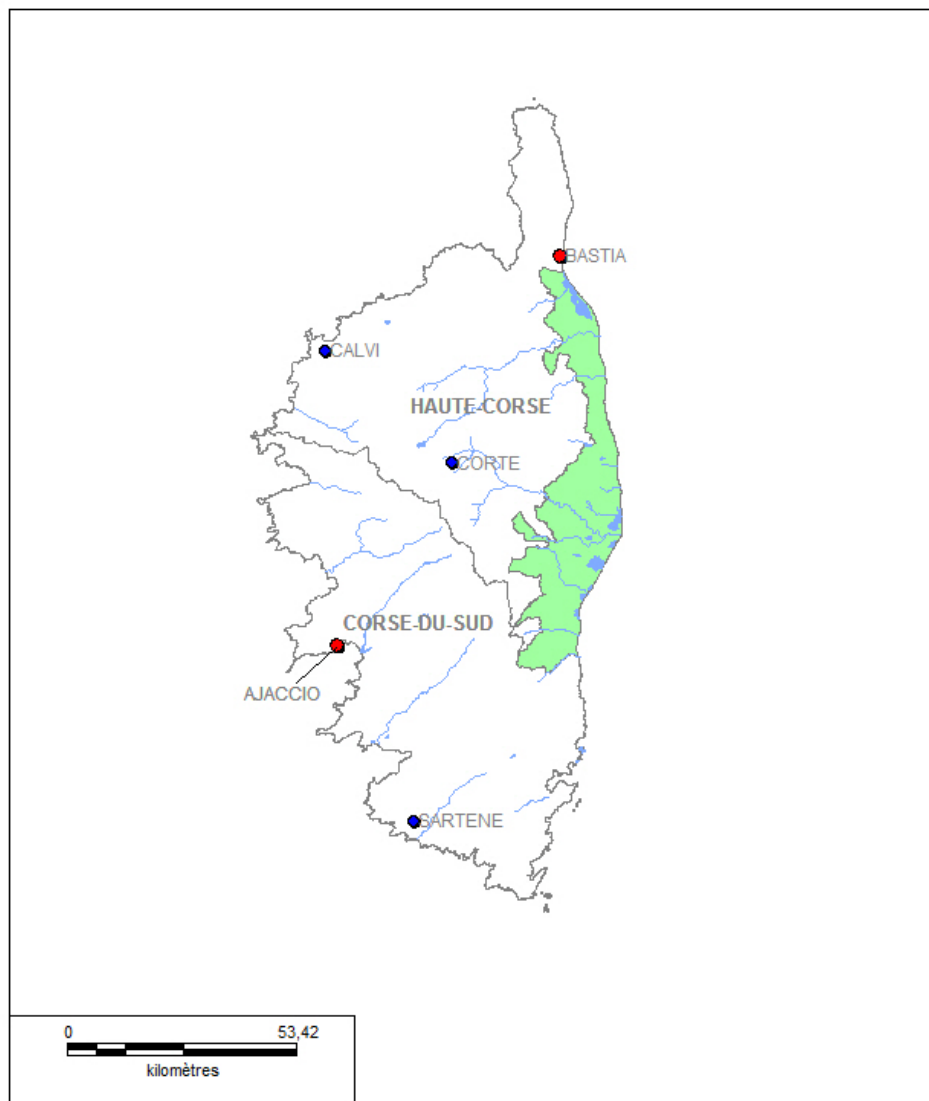 BASTIA
CALVI
HAUTE-CORSE
CORTE
CORSE-DU-SUD
AJACCIO
SARTENE
0 53,42
kilomètres